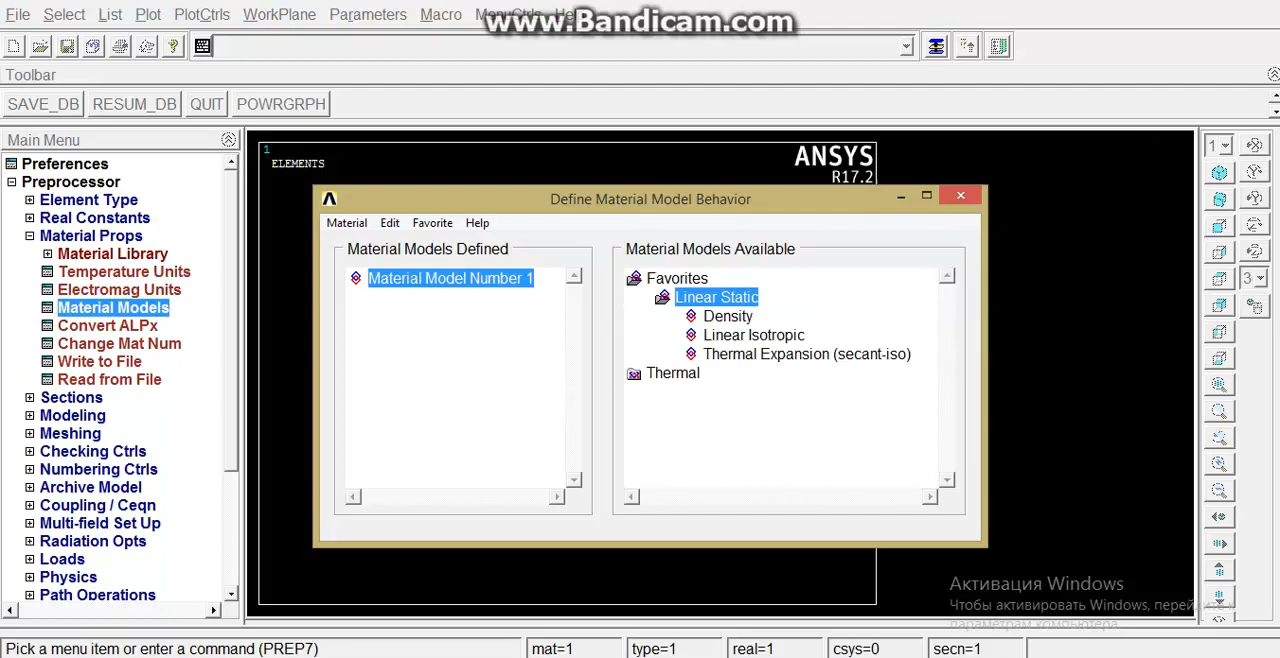 File Select List Plot PlotCtrls WorkPlane Parameters Macro MenuCtrls Help
www.Bandicam.com
Toolbar
SAVE_DB RESUM_DB QUIT POWRGRPH
Main Menu
Preferences
Preprocessor
Element Type
Real Constants
Material Props
Material Library
Temperature Units
Electromag Units
Material Models
Convert ALPx
Change Mat Num
Write to File
Read from File
Sections
Modeling
Meshing
Checking Ctrls
Numbering Ctrls
Archive Model
Coupling / Ceqn
Multi-field Set Up
Radiation Opts
Loads
Physics
Path Operations
1
ELEMENTS
ANSYS
R17.2
Define Material Model Behavior
Material Edit Favorite Help
Material Models Defined
Material Model Number 1
Material Models Available
Favorites
Linear Static
Density
Linear Isotropic
Thermal Expansion (secant-iso)
Thermal
1
3
Активация Windows
Чтобы активировать Windows, перейдите к
параметрам компьютера.
Pick a menu item or enter a command (PREP7)
mat=1
type=1
real=1
csys=0
secn=1